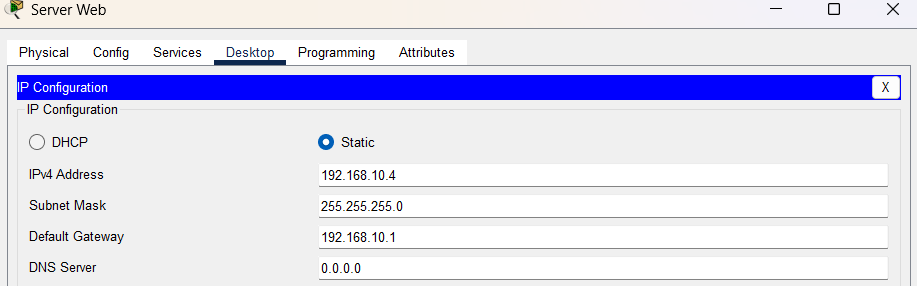 Server Web
Physical Config Services Desktop Programming Attributes
IP Configuration X
IP Configuration
DHCP Static
IPv4 Address 192.168.10.4
Subnet Mask 255.255.255.0
Default Gateway 192.168.10.1
DNS Server 0.0.0.0